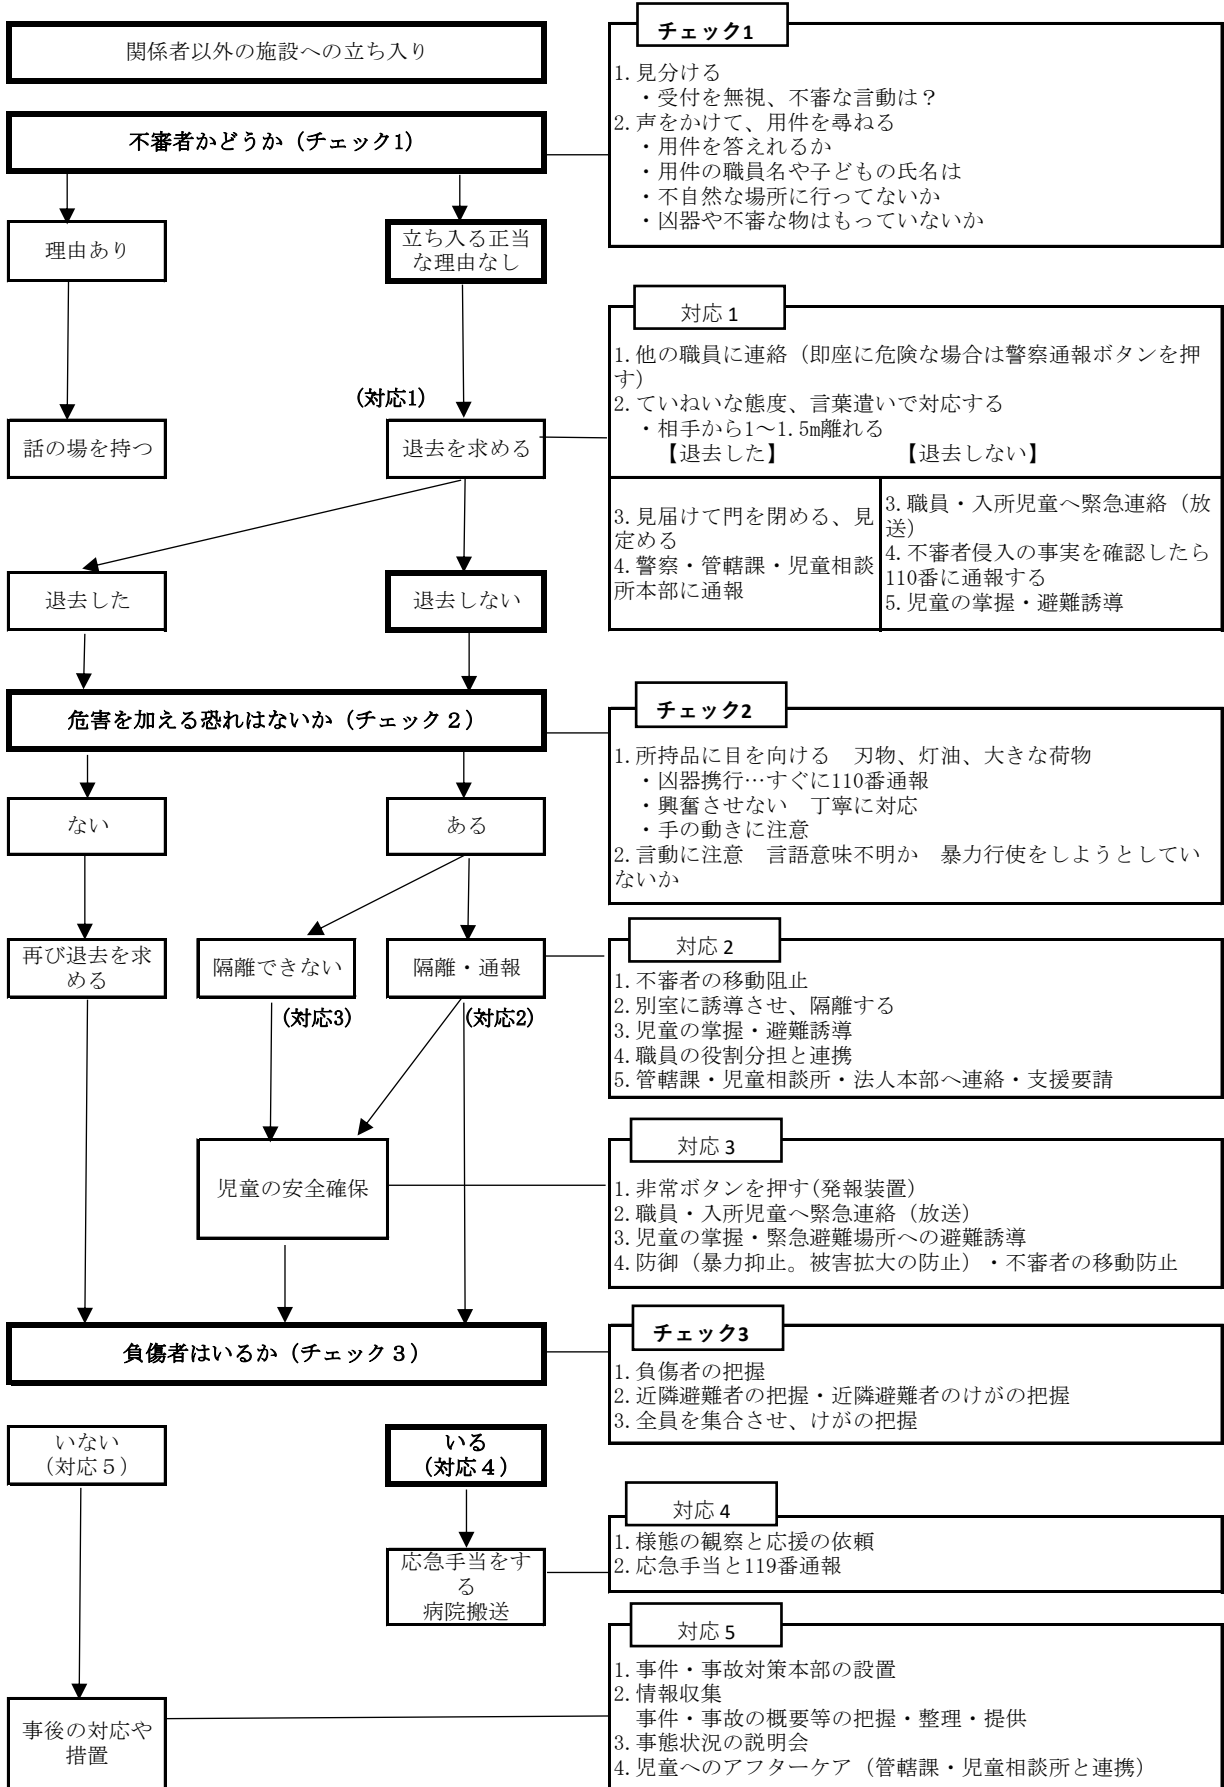 関係者以外の施設への立ち入り
不審者かどうか（チェック1）
理由あり
立ち入る正当
な理由なし
(対応1)
話の場を持つ
退去を求める
退去した
退去しない
危害を加える恐れはないか（チェック２）
ない
ある
再び退去を求
める
隔離できない
隔離・通報
(対応3)
(対応2)
児童の安全確保
負傷者はいるか（チェック３）
いない
（対応５）
いる
（対応４）
応急手当をす
る
病院搬送
事後の対応や
措置
チェック1
1.見分ける
・受付を無視、不審な言動は？
2.声をかけて、用件を尋ねる
・用件を答えれるか
・用件の職員名や子どもの氏名は
・不自然な場所に行ってないか
・凶器や不審な物はもっていないか
対応1
1.他の職員に連絡（即座に危険な場合は警察通報ボタンを押
す）
2.ていねいな態度、言葉遣いで対応する
・相手から1～1.5m離れる
【退去した】　【退去しない】
3.見届けて門を閉める、見
定める
4.警察・管轄課・児童相談
所本部に通報
3.職員・入所児童へ緊急連絡（放
送）
4.不審者侵入の事実を確認したら
110番に通報する
5.児童の掌握・避難誘導
チェック2
1.所持品に目を向ける　刃物、灯油、大きな荷物
・凶器携行…すぐに110番通報
・興奮させない　丁寧に対応
・手の動きに注意
2.言動に注意　言語意味不明か　暴力行使をしようとしてい
ないか
対応2
1.不審者の移動阻止
2.別室に誘導させ、隔離する
3.児童の掌握・避難誘導
4.職員の役割分担と連携
5.管轄課・児童相談所・法人本部へ連絡・支援要請
対応3
1.非常ボタンを押す(発報装置)
2.職員・入所児童へ緊急連絡（放送）
3.児童の掌握・緊急避難場所への避難誘導
4.防御（暴力抑止。被害拡大の防止）・不審者の移動防止
チェック3
1.負傷者の把握
2.近隣避難者の把握・近隣避難者のけがの把握
3.全員を集合させ、けがの把握
対応4
1.様態の観察と応援の依頼
2.応急手当と119番通報
対応5
1.事件・事故対策本部の設置
2.情報収集
事件・事故の概要等の把握・整理・提供
3.事態状況の説明会
4.児童へのアフターケア（管轄課・児童相談所と連携）